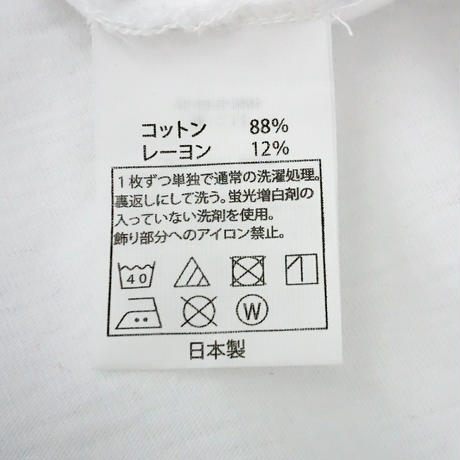 コットン 88%
レーヨン 12%
1枚ずつ単独で通常の洗濯処理。
裏返しにして洗う。蛍光増白剤の
入っていない洗剤を使用。
飾り部分へのアイロン禁止。
40
W
日本製